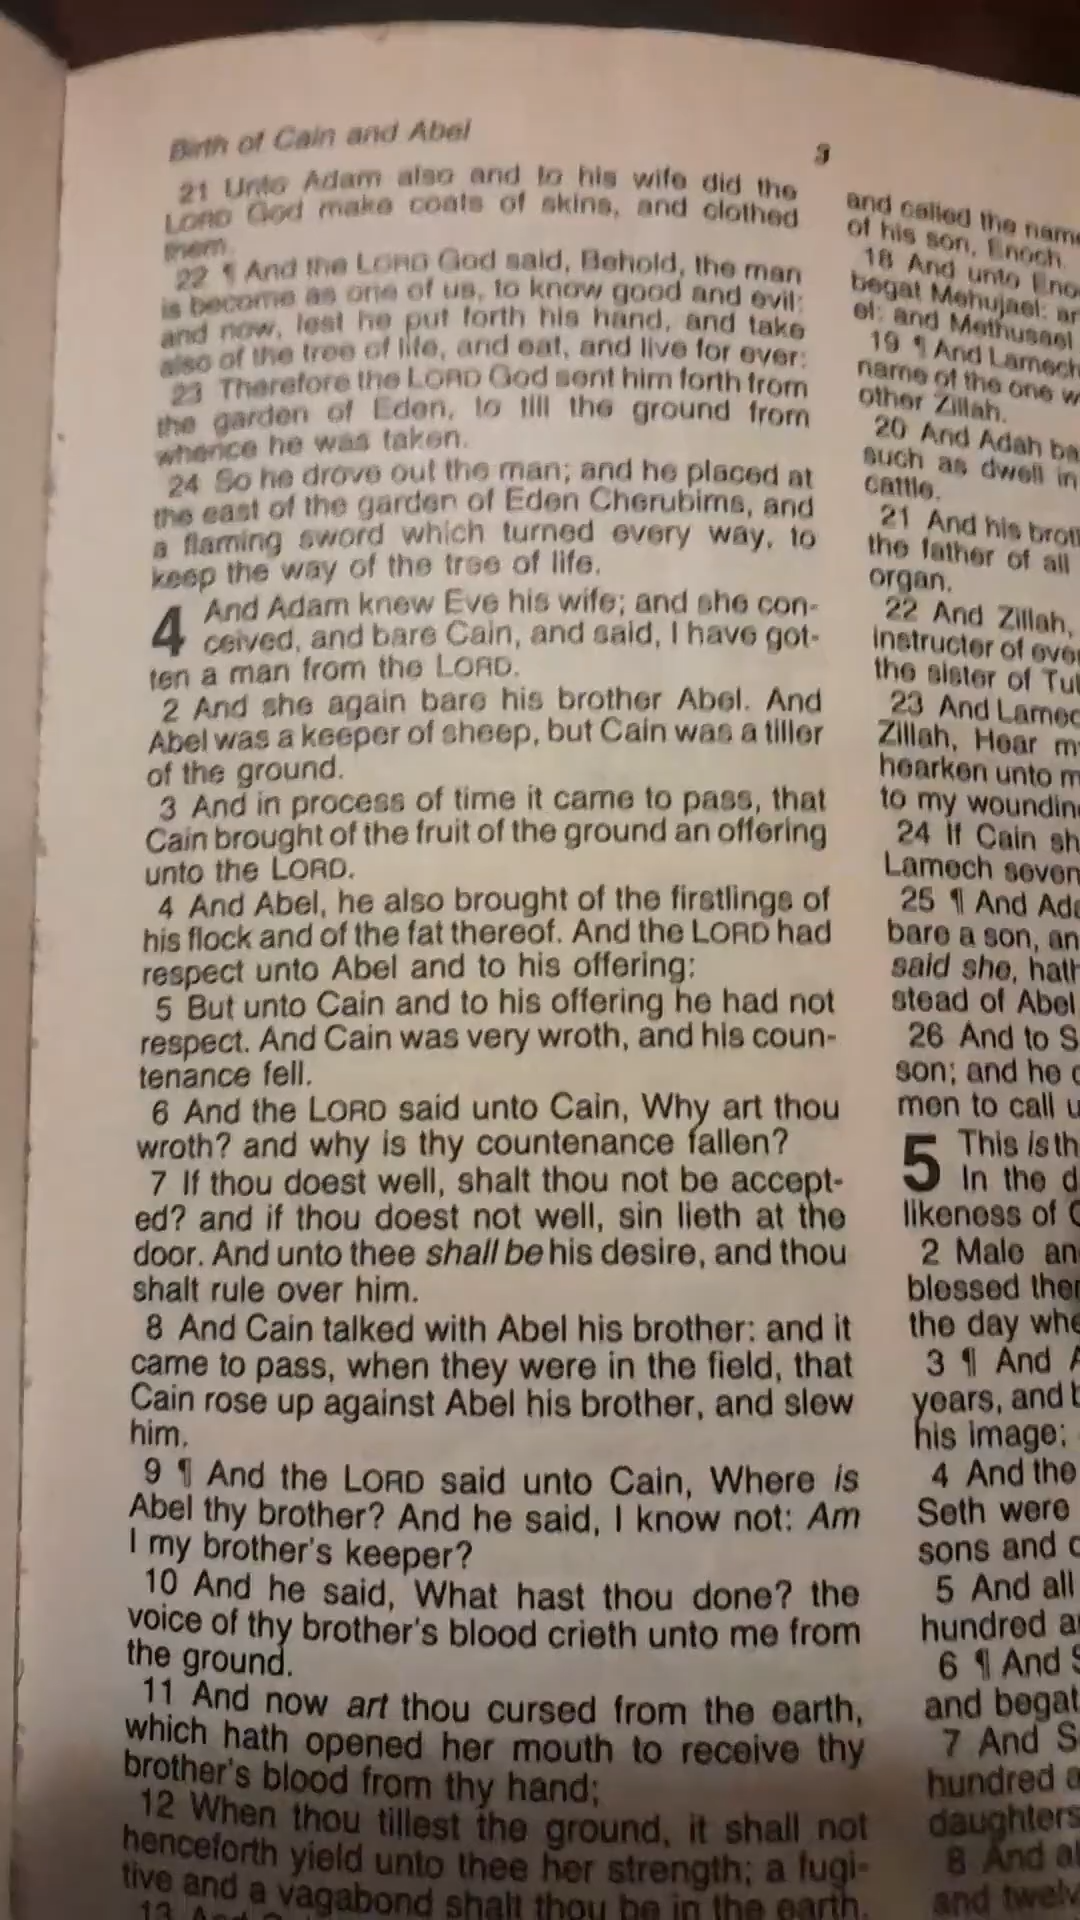 Birth of Cain and Abel
3
21 Unto Adam also and to his wife did the
LORD God make coats of skins, and clothed
them.
22 ¶ And the LORD God said, Behold, the man
is become as one of us, to know good and evil:
and now, lest he put forth his hand, and take
also of the tree of life, and eat, and live for ever:
23 Therefore the LORD God sent him forth from
the garden of Eden, to till the ground from
whence he was taken.
24 So he drove out the man; and he placed at
the east of the garden of Eden Cherubims, and
a flaming sword which turned every way, to
keep the way of the tree of life.
4 And Adam knew Eve his wife; and she con-
ceived, and bare Cain, and said, I have got-
ten a man from the LORD.
2 And she again bare his brother Abel. And
Abel was a keeper of sheep, but Cain was a tiller
of the ground.
3 And in process of time it came to pass, that
Cain brought of the fruit of the ground an offering
unto the LORD.
4 And Abel, he also brought of the firstlings of
his flock and of the fat thereof. And the LORD had
respect unto Abel and to his offering:
5 But unto Cain and to his offering he had not
respect. And Cain was very wroth, and his coun-
tenance fell.
6 And the LORD said unto Cain, Why art thou
wroth? and why is thy countenance fallen?
7 If thou doest well, shalt thou not be accept-
ed? and if thou doest not well, sin lieth at the
door. And unto thee shall be his desire, and thou
shalt rule over him.
8 And Cain talked with Abel his brother: and it
came to pass, when they were in the field, that
Cain rose up against Abel his brother, and slew
him.
9 ¶ And the LORD said unto Cain, Where is
Abel thy brother? And he said, I know not: Am
I my brother's keeper?
10 And he said, What hast thou done? the
voice of thy brother's blood crieth unto me from
the ground.
11 And now art thou cursed from the earth,
which hath opened her mouth to receive thy
brother's blood from thy hand;
12 When thou tillest the ground, it shall not
henceforth yield unto thee her strength; a fugi-
tive and a vagabond shalt thou be in the earth.
13 And
and called the name
of his son, Enoch.
18 And unto Eno
begat Mehujael: an
el: and Methusael
19 ¶ And Lamech
name of the one w
other Zillah.
20 And Adah ba
such as dwell in
cattle.
21 And his brot
the father of all
organ.
22 And Zillah,
instructor of eve
the sister of Tu
23 And Lamec
Zillah, Hear m
hearken unto m
to my woundin
24 If Cain sh
Lamech seven
25 ¶ And Ada
bare a son, an
said she, hath
stead of Abel
26 And to S
son; and he c
men to call u
5 This is th
In the d
likeness of G
2 Male an
blessed the
the day whe
3 ¶ And A
years, and b
his image;
4 And the
Seth were
sons and d
5 And all
hundred a
6 ¶ And S
and begat
7 And S
hundred a
daughters
8 And al
and twelv